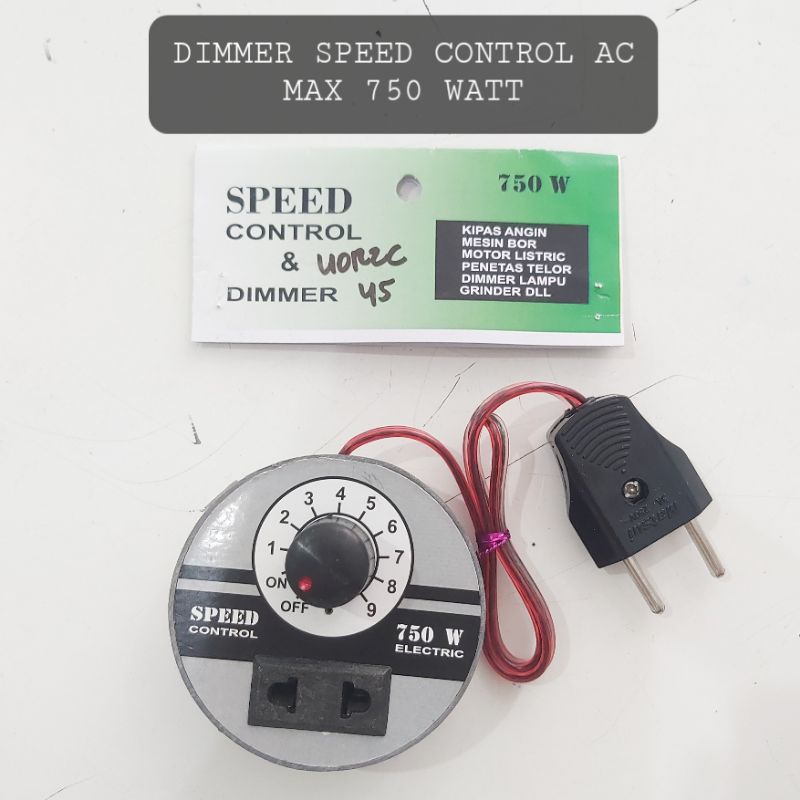 DIMMER SPEED CONTROL AC
MAX 750 WATT
750 W
SPEED
CONTROL
&
DIMMER 45
KIPAS ANGIN
MESIN BOR
MOTOR LISTRIC
PENETAS TELOR
DIMMER LAMPU
GRINDER DLL
ON 1 2 3 4 5 6 7 8 9
OFF
SPEED
CONTROL
750 W
ELECTRIC